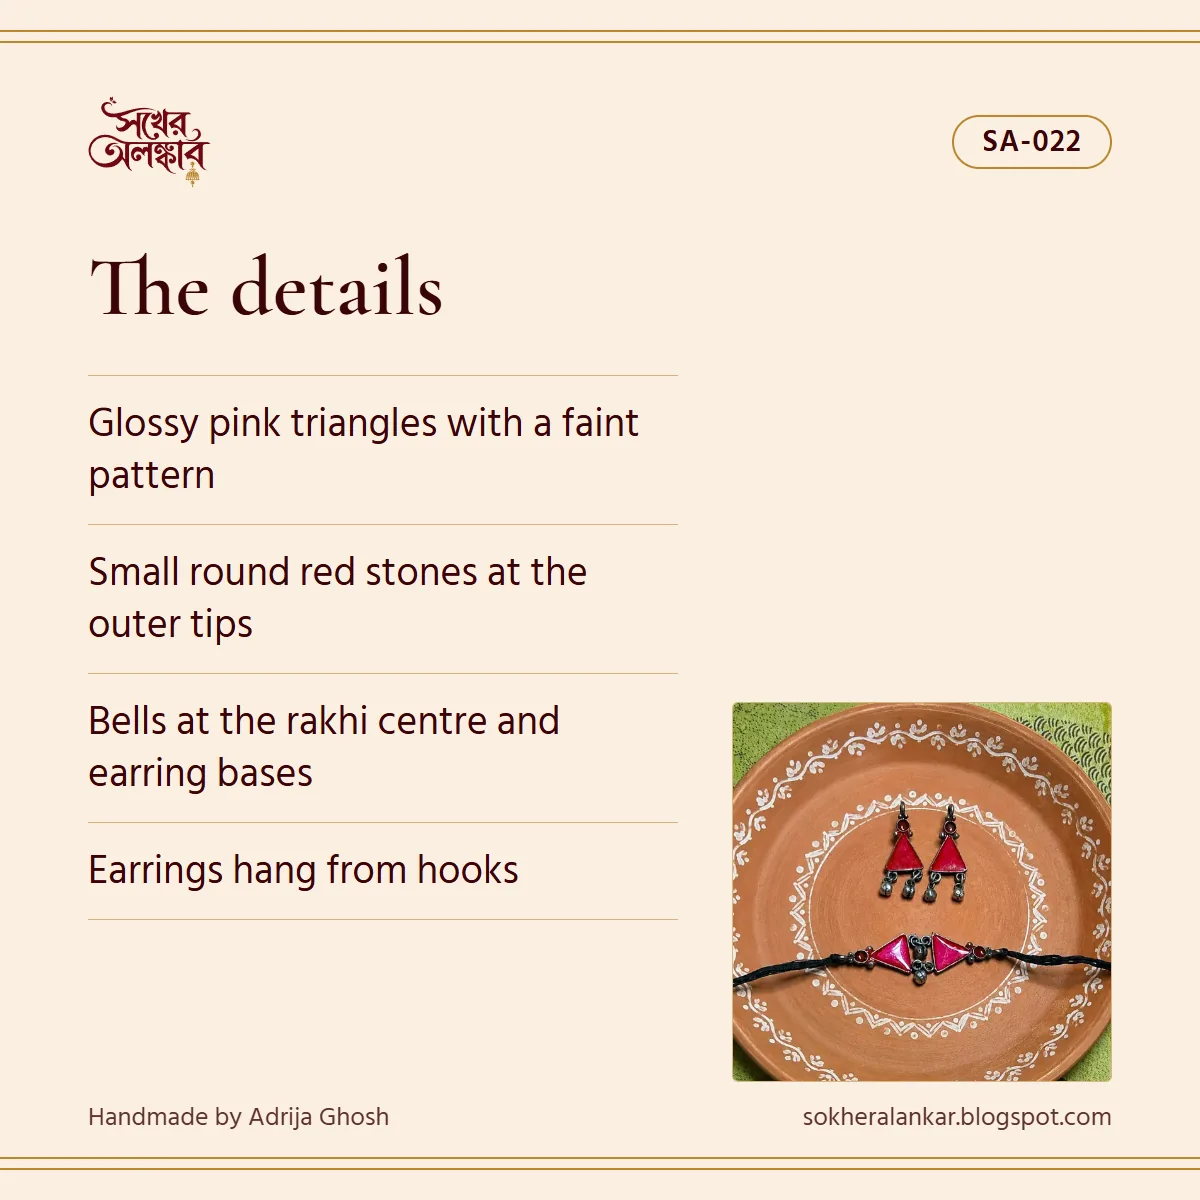 সখের
অলঙ্কার
SA-022
The details
Glossy pink triangles with a faint
pattern
Small round red stones at the
outer tips
Bells at the rakhi centre and
earring bases
Earrings hang from hooks
Handmade by Adrija Ghosh
sokheralankar.blogspot.com